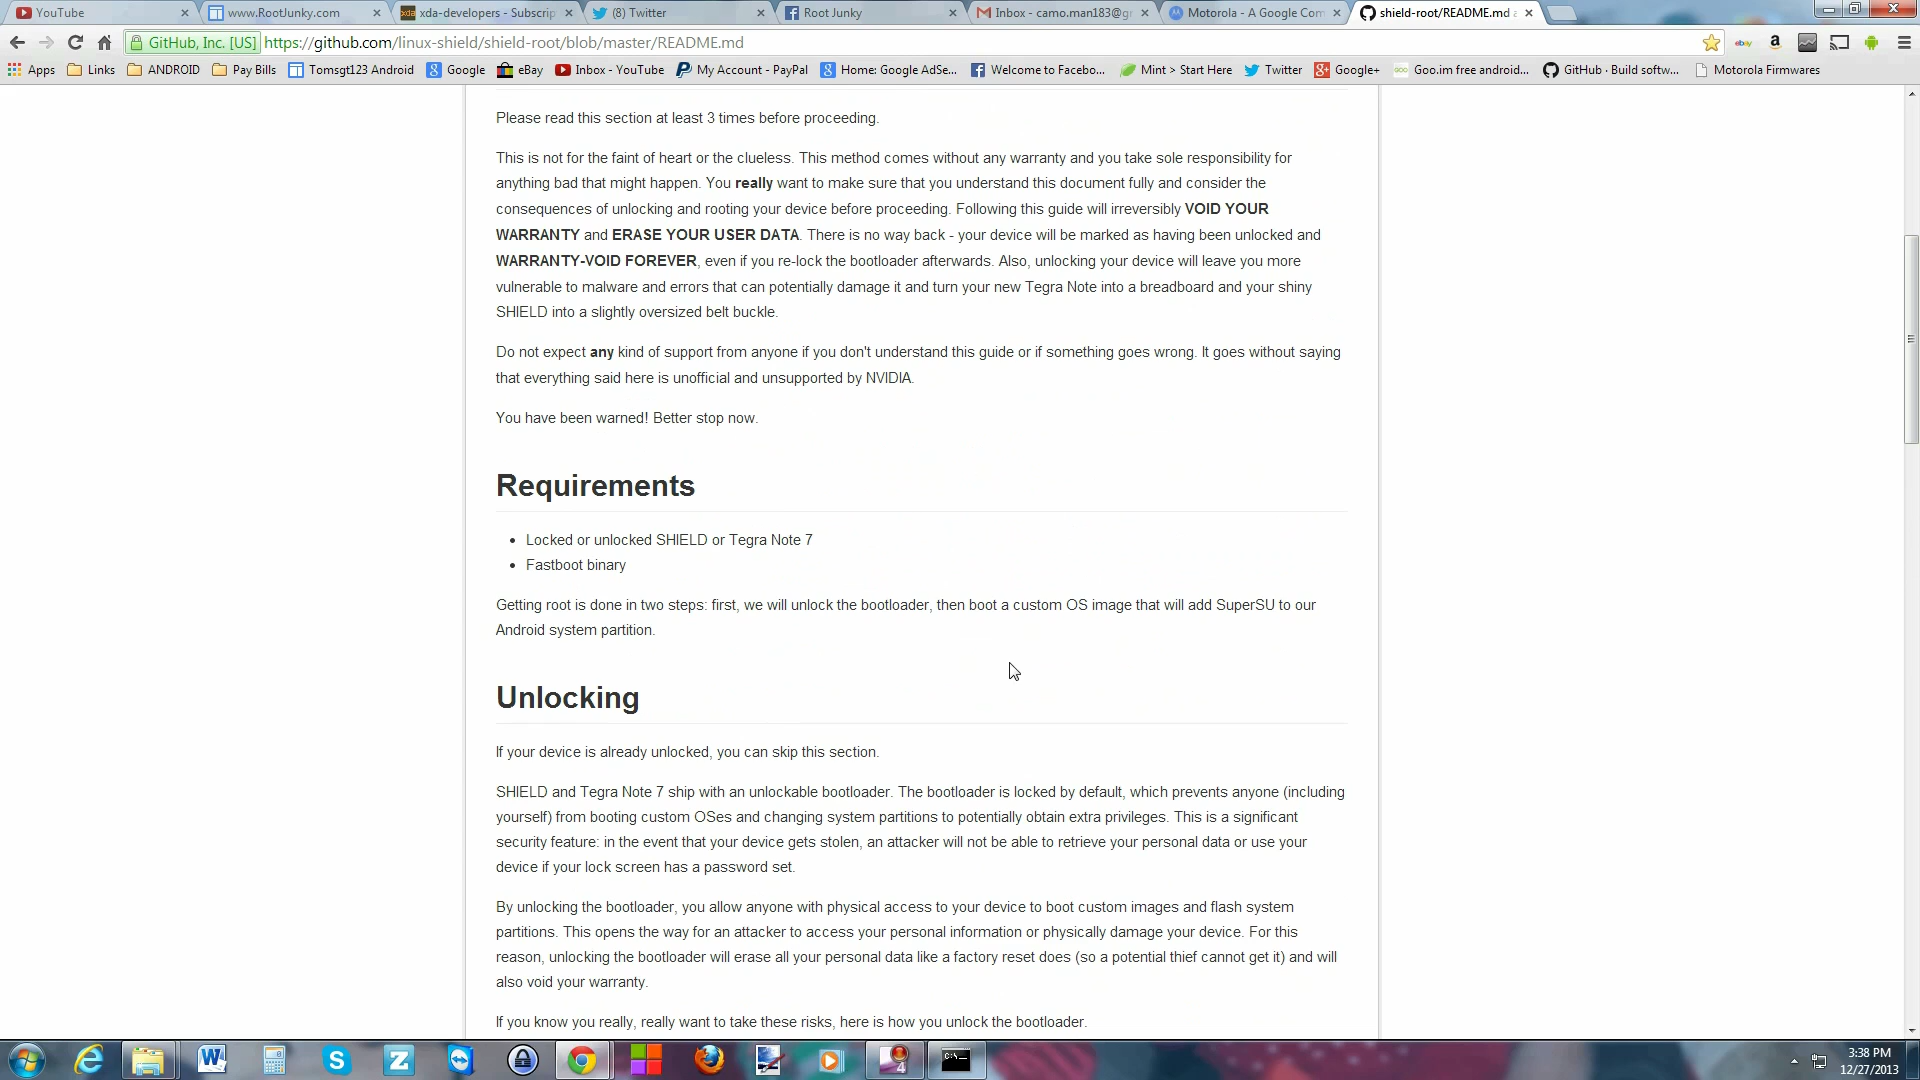 YouTube www.RootJunky.com xda-developers - Subscrip (8) Twitter Root Junky Inbox - camo.man183@g Motorola - A Google Com shield-root/README.md
GitHub, Inc. [US] https://github.com/linux-shield/shield-root/blob/master/README.md
Apps Links ANDROID Pay Bills Tomsgt123 Android Google eBay Inbox - YouTube My Account - PayPal Home: Google AdSe... Welcome to Facebo... Mint > Start Here Twitter Google+ Goo.im free android... GitHub · Build softw... Motorola Firmwares
Please read this section at least 3 times before proceeding.
This is not for the faint of heart or the clueless. This method comes without any warranty and you take sole responsibility for
anything bad that might happen. You really want to make sure that you understand this document fully and consider the
consequences of unlocking and rooting your device before proceeding. Following this guide will irreversibly VOID YOUR
WARRANTY and ERASE YOUR USER DATA. There is no way back - your device will be marked as having been unlocked and
WARRANTY-VOID FOREVER, even if you re-lock the bootloader afterwards. Also, unlocking your device will leave you more
vulnerable to malware and errors that can potentially damage it and turn your new Tegra Note into a breadboard and your shiny
SHIELD into a slightly oversized belt buckle.
Do not expect any kind of support from anyone if you don't understand this guide or if something goes wrong. It goes without saying
that everything said here is unofficial and unsupported by NVIDIA.
You have been warned! Better stop now.
Requirements
• Locked or unlocked SHIELD or Tegra Note 7
• Fastboot binary
Getting root is done in two steps: first, we will unlock the bootloader, then boot a custom OS image that will add SuperSU to our
Android system partition.
Unlocking
If your device is already unlocked, you can skip this section.
SHIELD and Tegra Note 7 ship with an unlockable bootloader. The bootloader is locked by default, which prevents anyone (including
yourself) from booting custom OSes and changing system partitions to potentially obtain extra privileges. This is a significant
security feature: in the event that your device gets stolen, an attacker will not be able to retrieve your personal data or use your
device if your lock screen has a password set.
By unlocking the bootloader, you allow anyone with physical access to your device to boot custom images and flash system
partitions. This opens the way for an attacker to access your personal information or physically damage your device. For this
reason, unlocking the bootloader will erase all your personal data like a factory reset does (so a potential thief cannot get it) and will
also void your warranty.
If you know you really, really want to take these risks, here is how you unlock the bootloader.
3:38 PM
12/27/2013